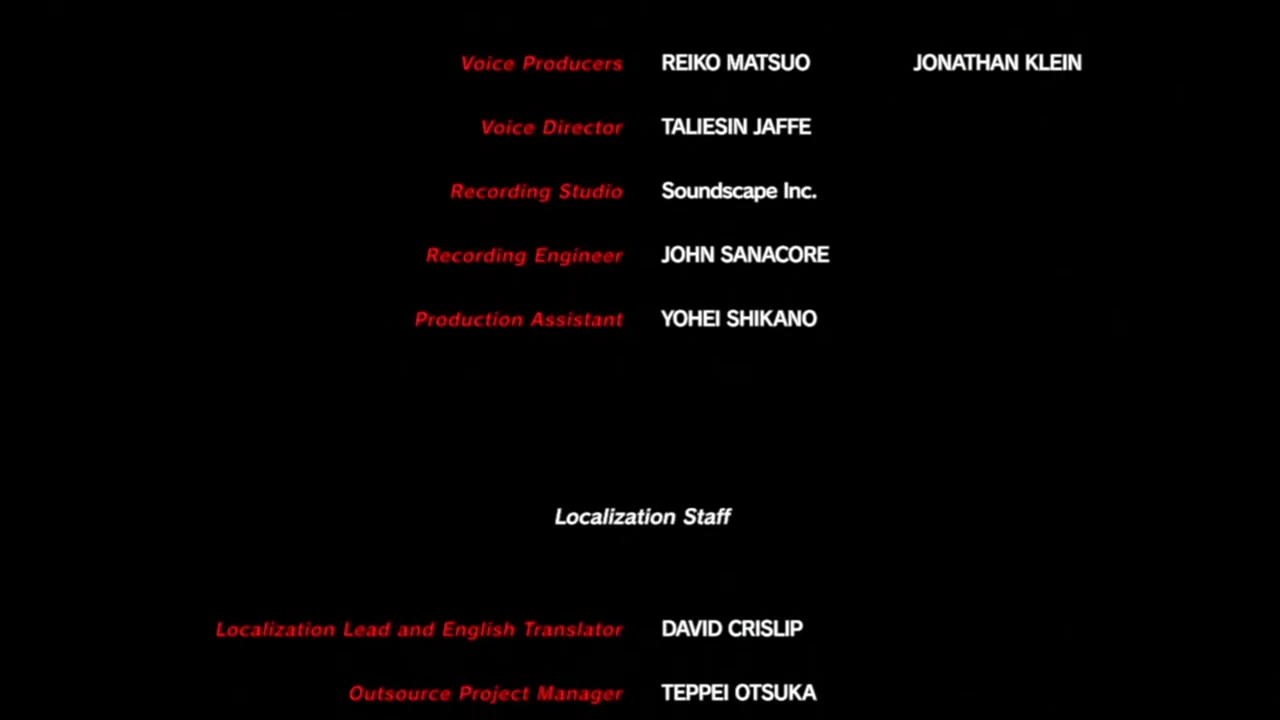 Voice Producers REIKO MATSUO JONATHAN KLEIN
Voice Director TALIESIN JAFFE
Recording Studio Soundscape Inc.
Recording Engineer JOHN SANACORE
Production Assistant YOHEI SHIKANO
Localization Staff
Localization Lead and English Translator DAVID CRISLIP
Outsource Project Manager TEPPEI OTSUKA